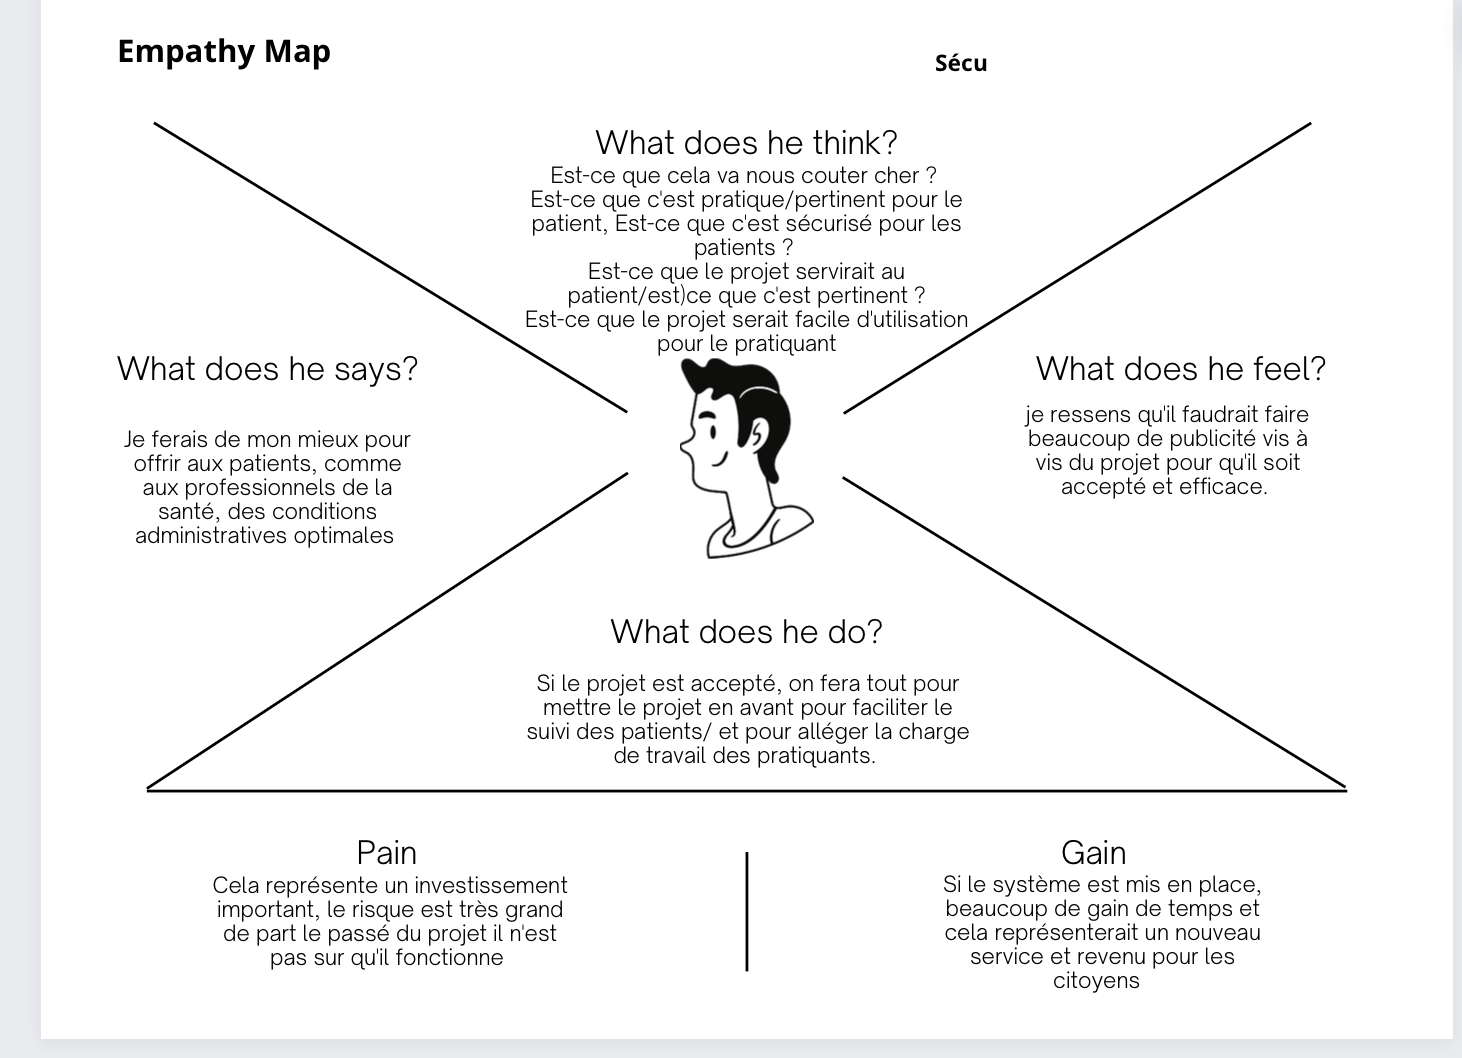 Empathy Map
Sécu
What does he think?
Est-ce que cela va nous couter cher ?
Est-ce que c'est pratique/pertinent pour le
patient, Est-ce que c'est sécurisé pour les
patients ?
Est-ce que le projet servirait au
patient/est)ce que c'est pertinent ?
Est-ce que le projet serait facile d'utilisation
pour le pratiquant
What does he says?
Je ferais de mon mieux pour
offrir aux patients, comme
aux professionnels de la
santé, des conditions
administratives optimales
What does he feel?
je ressens qu'il faudrait faire
beaucoup de publicité vis à
vis du projet pour qu'il soit
accepté et efficace.
What does he do?
Si le projet est accepté, on fera tout pour
mettre le projet en avant pour faciliter le
suivi des patients/ et pour alléger la charge
de travail des pratiquants.
Pain
Cela représente un investissement
important, le risque est très grand
de part le passé du projet il n'est
pas sur qu'il fonctionne
Gain
Si le système est mis en place,
beaucoup de gain de temps et
cela représenterait un nouveau
service et revenu pour les
citoyens